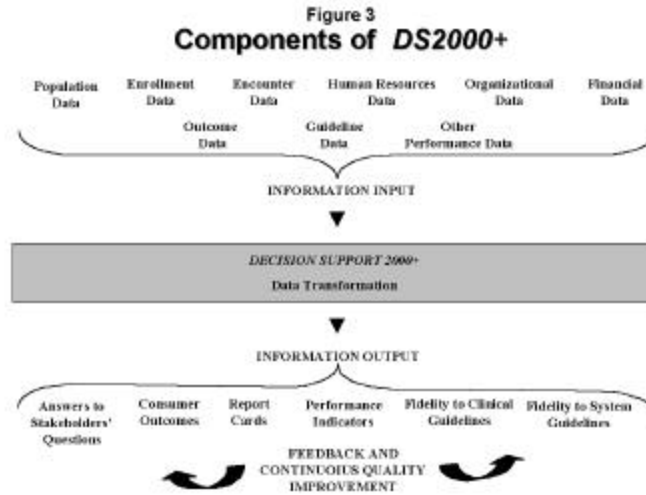 Figure 3
Components of DS2000+
Population Data
Enrollment Data
Encounter Data
Human Resources Data
Organizational Data
Financial Data
Outcome Data
Guideline Data
Other Performance Data
INFORMATION INPUT
DECISION SUPPORT 2000+
Data Transformation
INFORMATION OUTPUT
Answers to Stakeholders' Questions
Consumer Outcomes
Report Cards
Performance Indicators
Fidelity to Clinical Guidelines
Fidelity to System Guidelines
FEEDBACK AND
CONTINUOIUS QUALITY
IMPROVEMENT